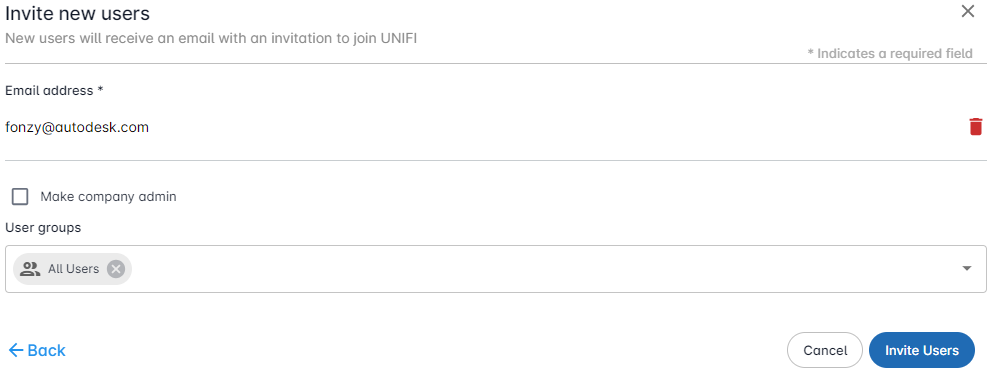 Invite new users
New users will receive an email with an invitation to join UNIFI
* Indicates a required field
Email address *
fonzy@autodesk.com
Make company admin
User groups
All Users
Back
Cancel
Invite Users